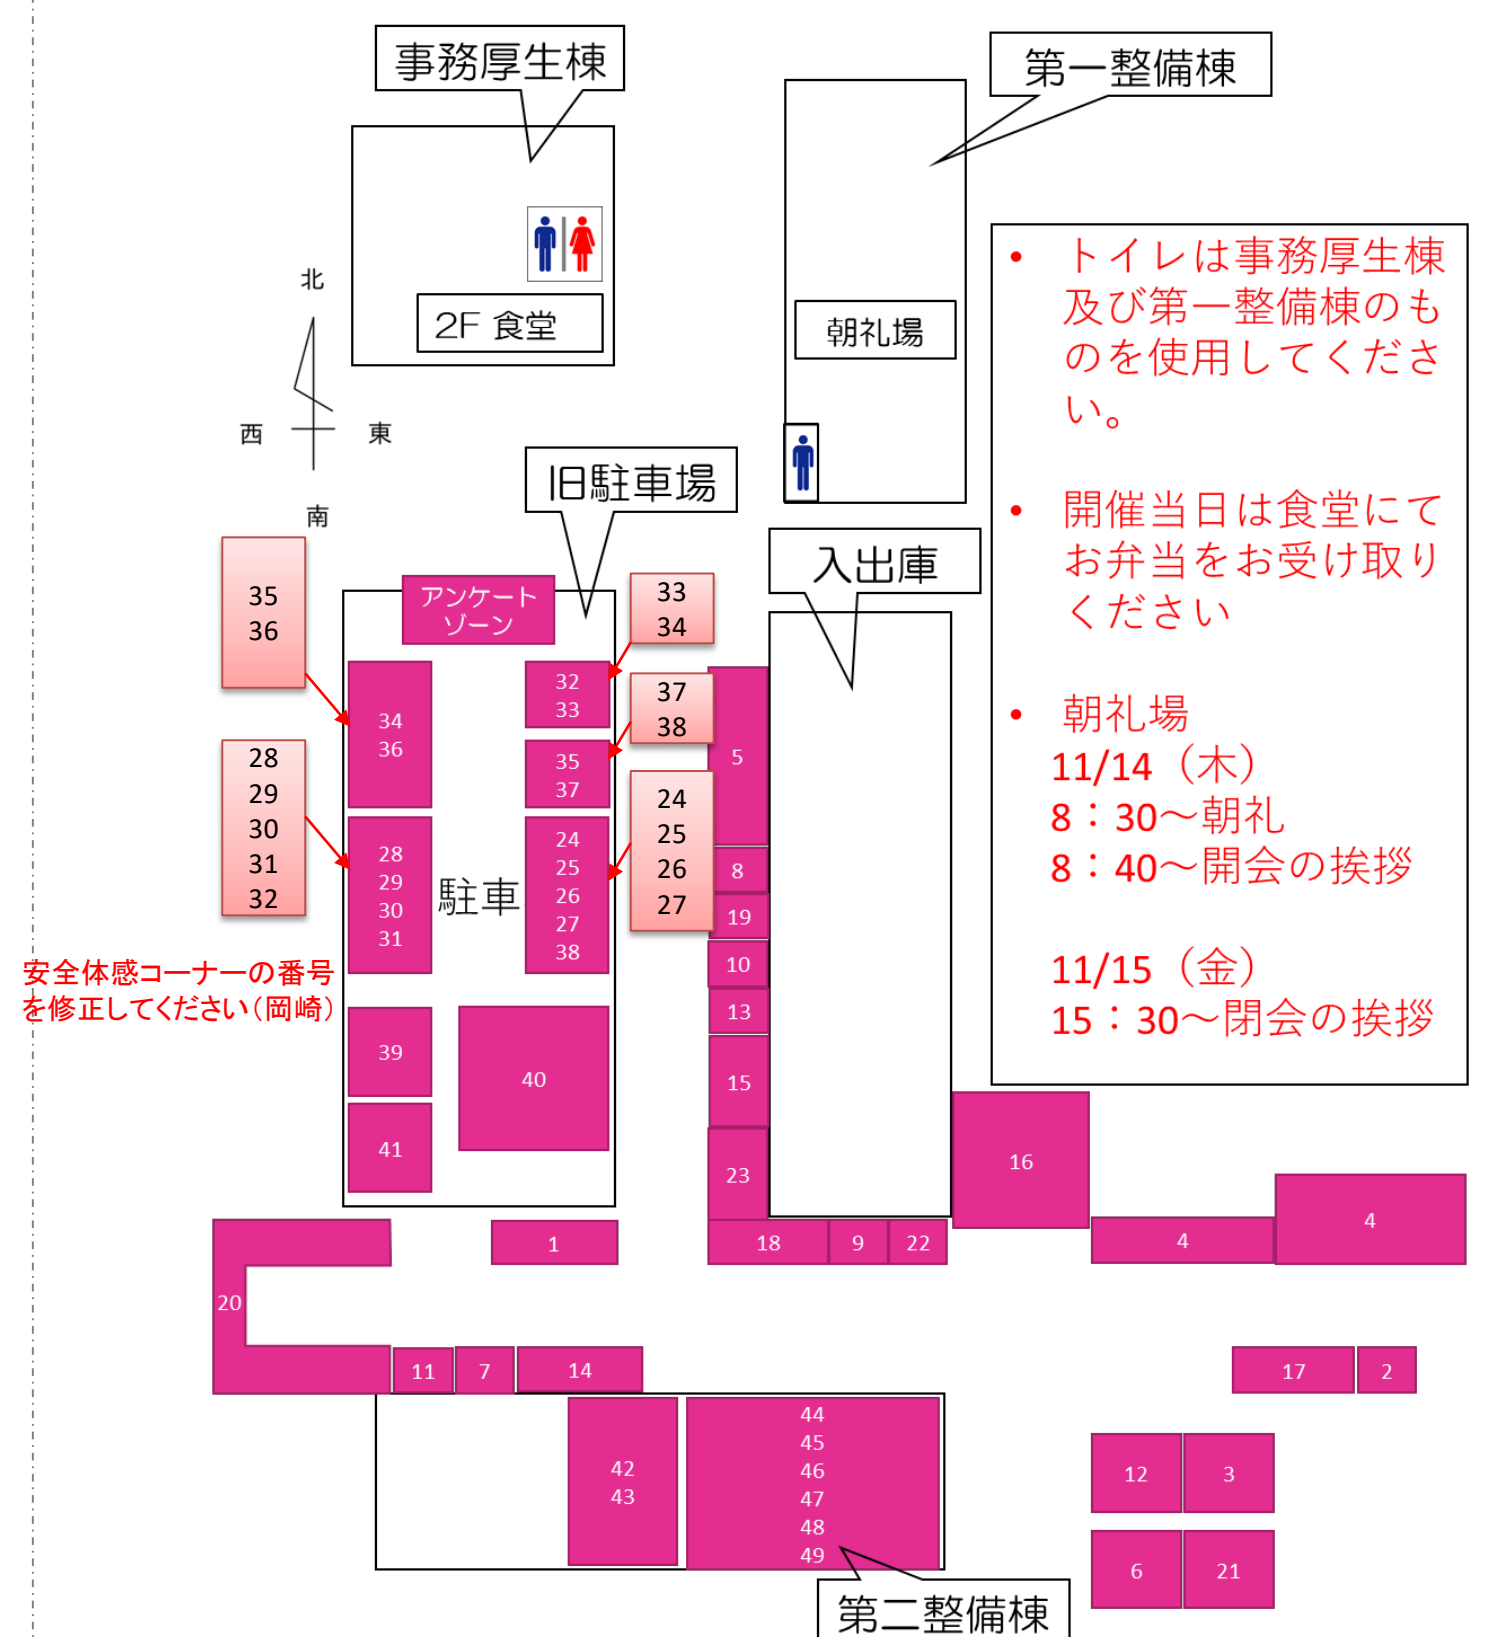 事務厚生棟
第一整備棟
2F 食堂
朝礼場
北
西
東
南
• トイレは事務厚生棟
及び第一整備棟のも
のを使用してくださ
い。
• 開催当日は食堂にて
お弁当をお受け取り
ください
• 朝礼場
11/14（木）
8：30～朝礼
8：40～開会の挨拶
11/15（金）
15：30～閉会の挨拶
旧駐車場
入出庫
アンケート
ゾーン
35
36
33
34
32
33
34
36
37
38
35
37
28
29
30
31
32
28
29
30
31
駐車
24
25
26
27
38
24
25
26
27
安全体感コーナーの番号
を修正してください（岡崎）
39
40
41
5
8
19
10
13
15
23
18
9
22
16
4
4
1
20
11
7
14
17
2
42
43
44
45
46
47
48
49
12
3
6
21
第二整備棟